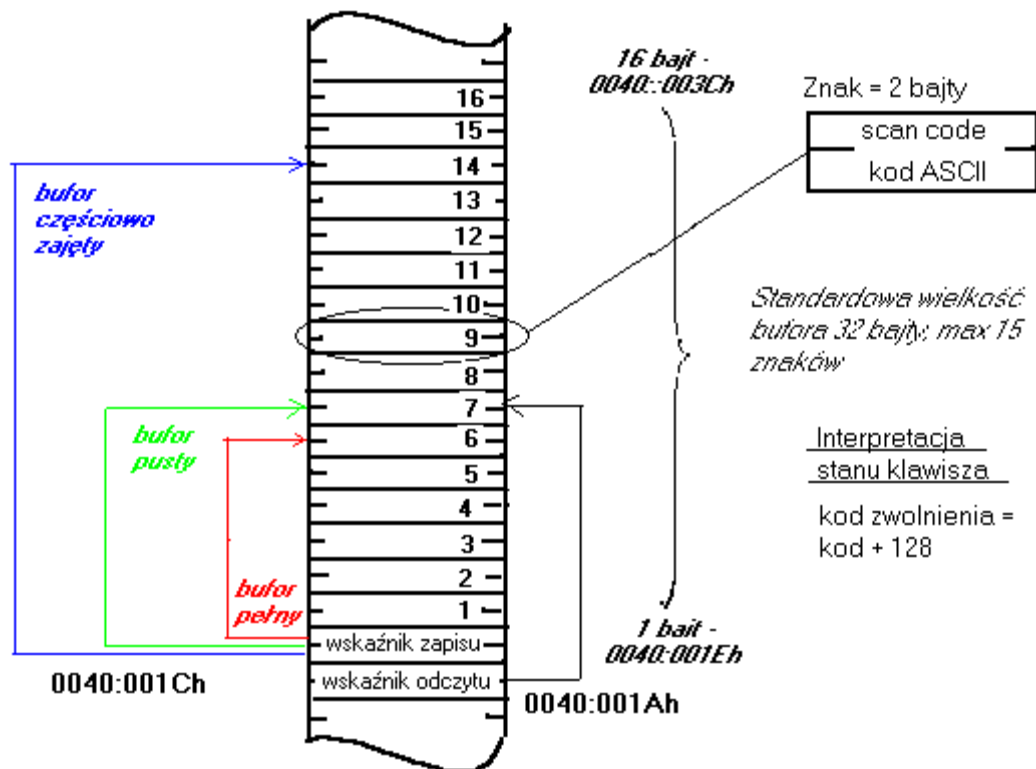 16 bajt -
0040::003Ch
Znak = 2 bajty
scan code
kod ASCII
16
15
14
13
12
11
10
9
8
7
6
5
4
3
2
1
bufor
częściowo
zajęty
Standardowa wielkość
bufora 32 bajty; max 15
znaków
bufor
pusty
Interpretacja
stanu klawisza
kod zwolnienia =
kod + 128
bufor
pełny
1 bajt -
0040:001Eh
wskaźnik zapisu
wskaźnik odczytu
0040:001Ch
0040:001Ah